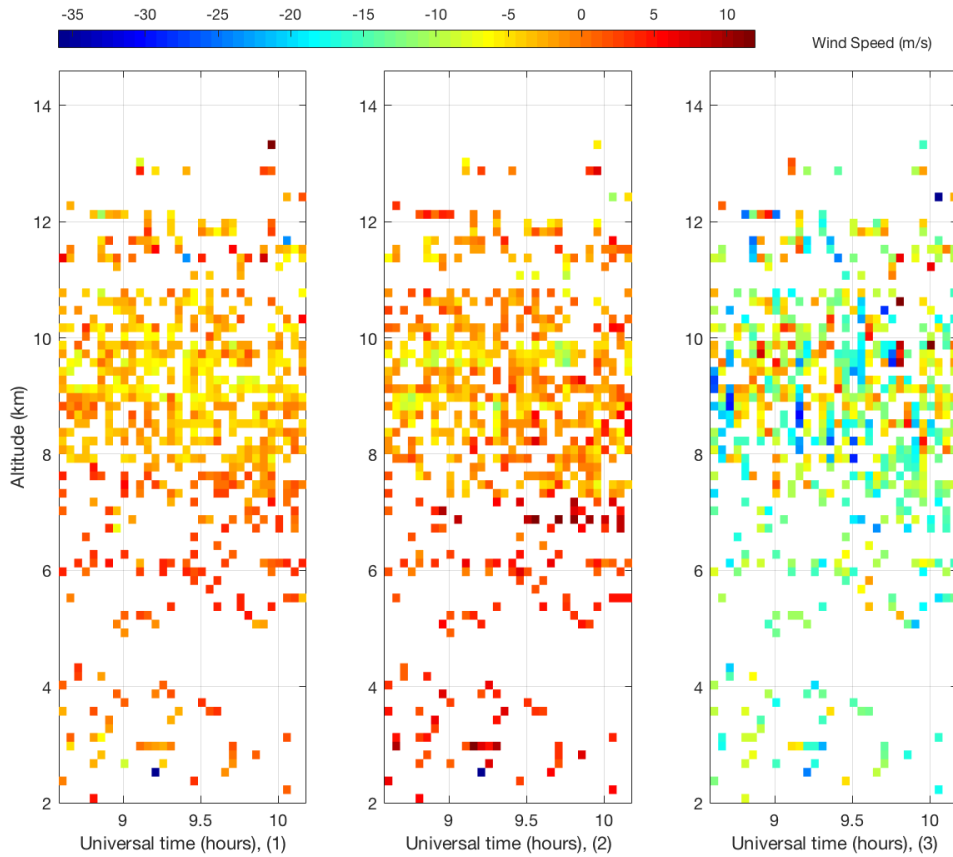 -35 -30 -25 -20 -15 -10 -5 0 5 10
Wind Speed (m/s)
Altitude (km)
14
12
10
8
6
4
2
9 9.5 10
Universal time (hours), (1)
14
12
10
8
6
4
2
9 9.5 10
Universal time (hours), (2)
14
12
10
8
6
4
2
9 9.5 10
Universal time (hours), (3)